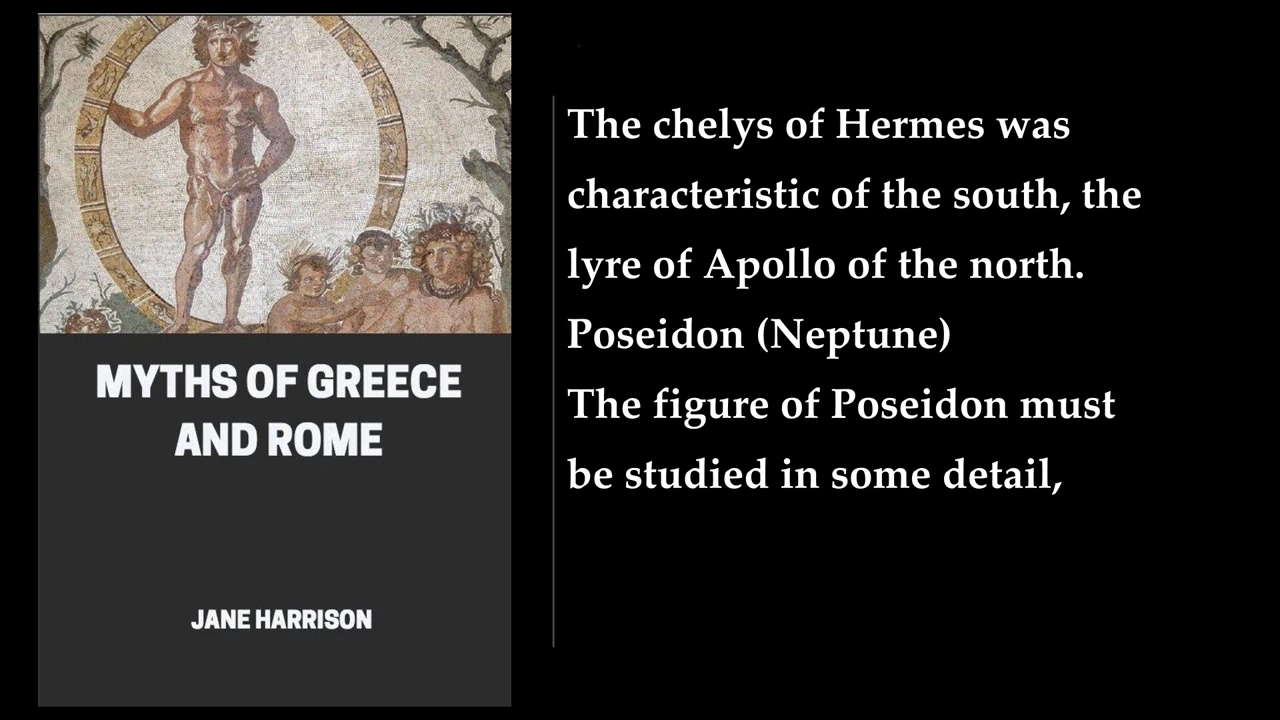 MYTHS OF GREECE
AND ROME
JANE HARRISON
The chelys of Hermes was
characteristic of the south, the
lyre of Apollo of the north.
Poseidon (Neptune)
The figure of Poseidon must
be studied in some detail,